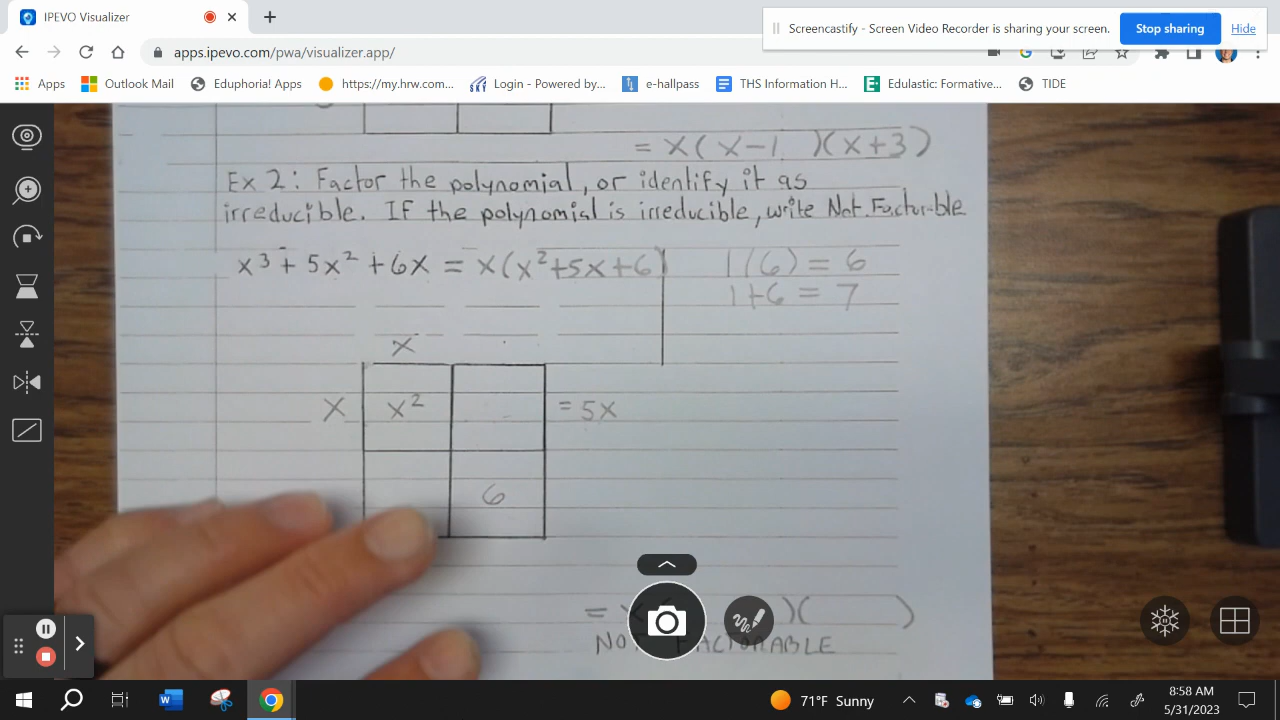 IPEVO Visualizer
Screencastify - Screen Video Recorder is sharing your screen. Stop sharing Hide
apps.ipevo.com/pwa/visualizer.app/
Apps Outlook Mail Eduphoria! Apps https://my.hrw.com... Login - Powered by... e-hallpass THS Information H... Edulastic: Formative... TIDE
= x(x-1)(x+3)
Ex 2: Factor the polynomial, or identify it as
irreducible. If the polynomial is irreducible, write Not
x³ + 5x² + 6x = x(x²+5x+6) 1(6) = 6
1+6 = 7
x
x x² = 5x
6
= x )( )
NOT FACTORABLE
71°F Sunny
8:58 AM
5/31/2023